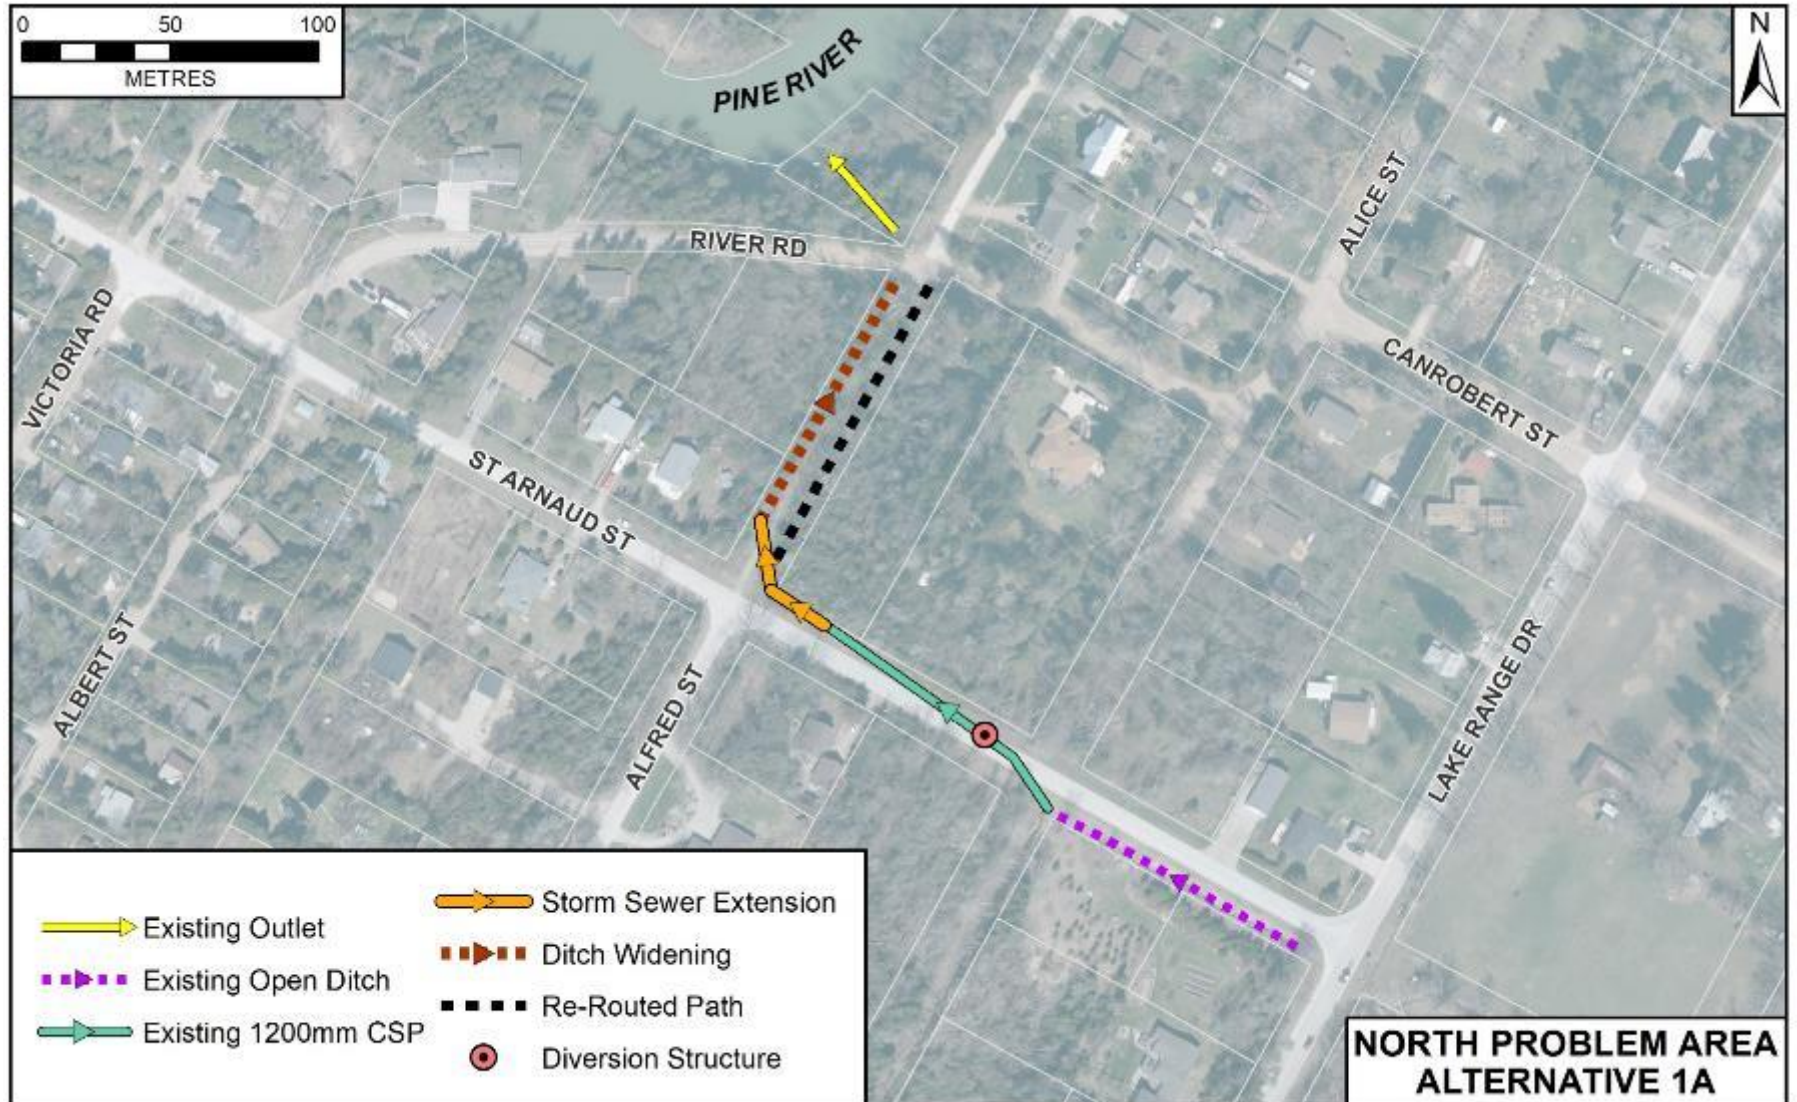 0 50 100
METRES
N
PINE RIVER
RIVER RD
ALICE ST
VICTORIA RD
CANROBERT ST
ST ARNAUD ST
ALBERT ST
ALFRED ST
LAKE RANGE DR
Existing Outlet
Existing Open Ditch
Existing 1200mm CSP
Storm Sewer Extension
Ditch Widening
Re-Routed Path
Diversion Structure
NORTH PROBLEM AREA
ALTERNATIVE 1A